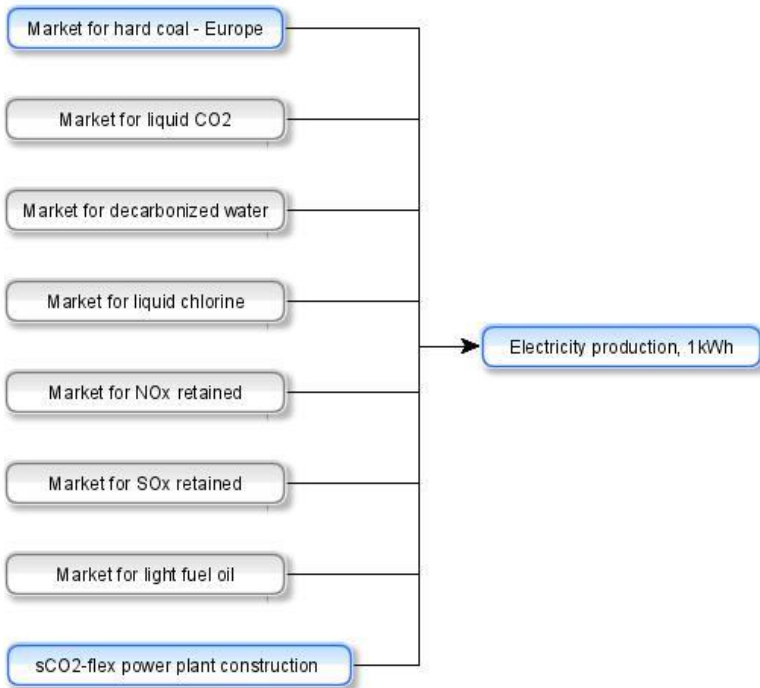 Market for hard coal - Europe
Market for liquid CO2
Market for decarbonized water
Market for liquid chlorine
Electricity production, 1kWh
Market for NOx retained
Market for SOx retained
Market for light fuel oil
sCO2-flex power plant construction